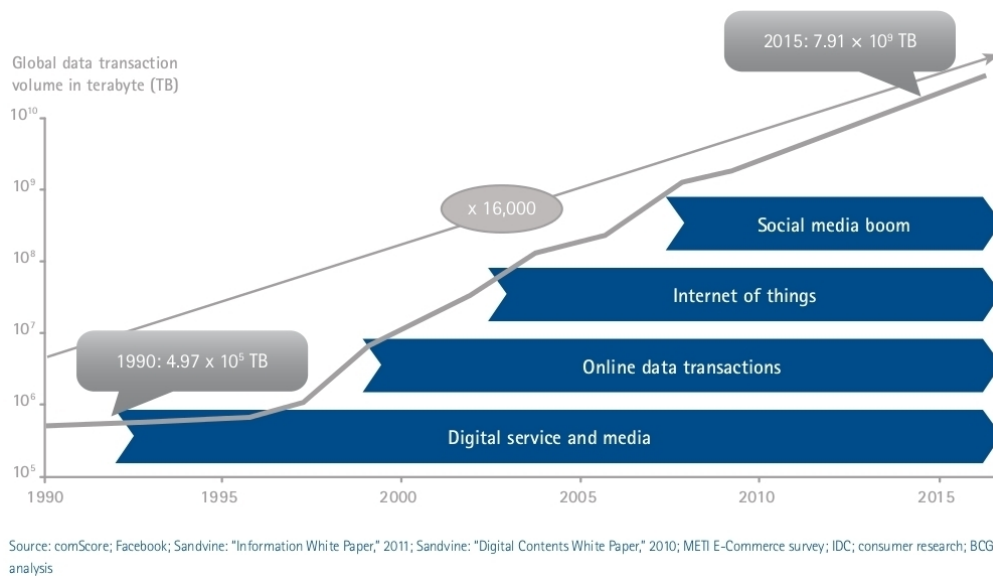 2015: 7.91 × 10⁹ TB
Global data transaction
volume in terabyte (TB)
10¹⁰
10⁹
x 16,000
Social media boom
10⁸
Internet of things
10⁷
1990: 4.97 x 10⁵ TB
Online data transactions
10⁶
Digital service and media
10⁵
1990 1995 2000 2005 2010 2015
Source: comScore; Facebook; Sandvine: "Information White Paper," 2011; Sandvine: "Digital Contents White Paper," 2010; METI E-Commerce survey; IDC; consumer research; BCG
analysis